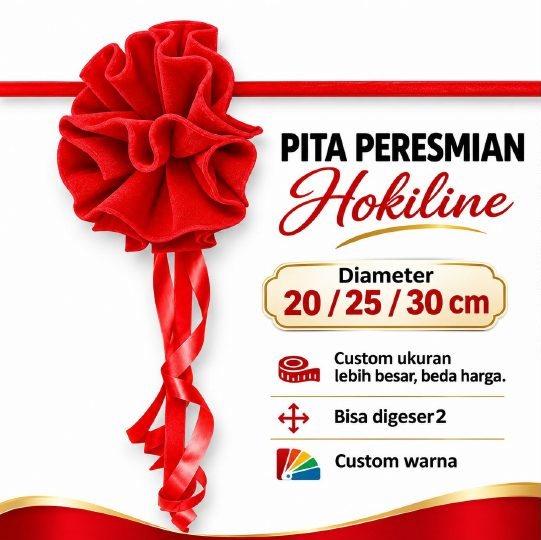 PITA PERESMIAN
Hokiline
Diameter
20 / 25 / 30 cm
Custom ukuran
lebih besar, beda harga.
Bisa digeser2
Custom warna